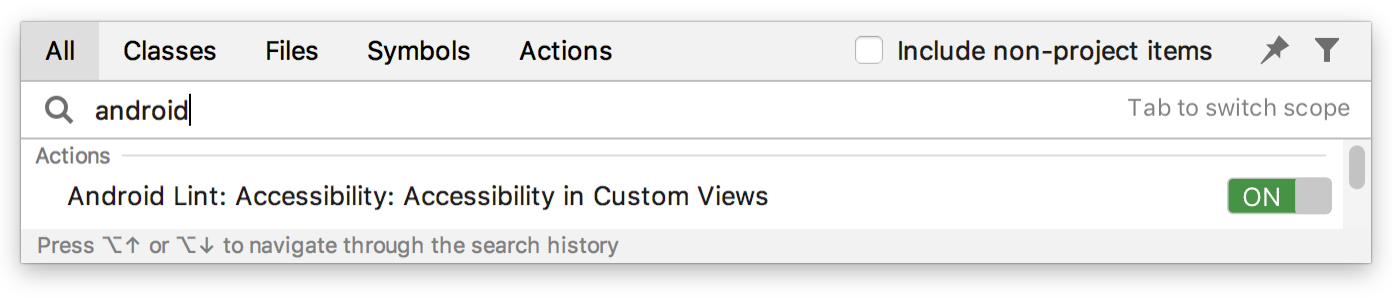 All Classes Files Symbols Actions Include non-project items
android Tab to switch scope
Actions
Android Lint: Accessibility: Accessibility in Custom Views ON
Press ⌥↑ or ⌥↓ to navigate through the search history